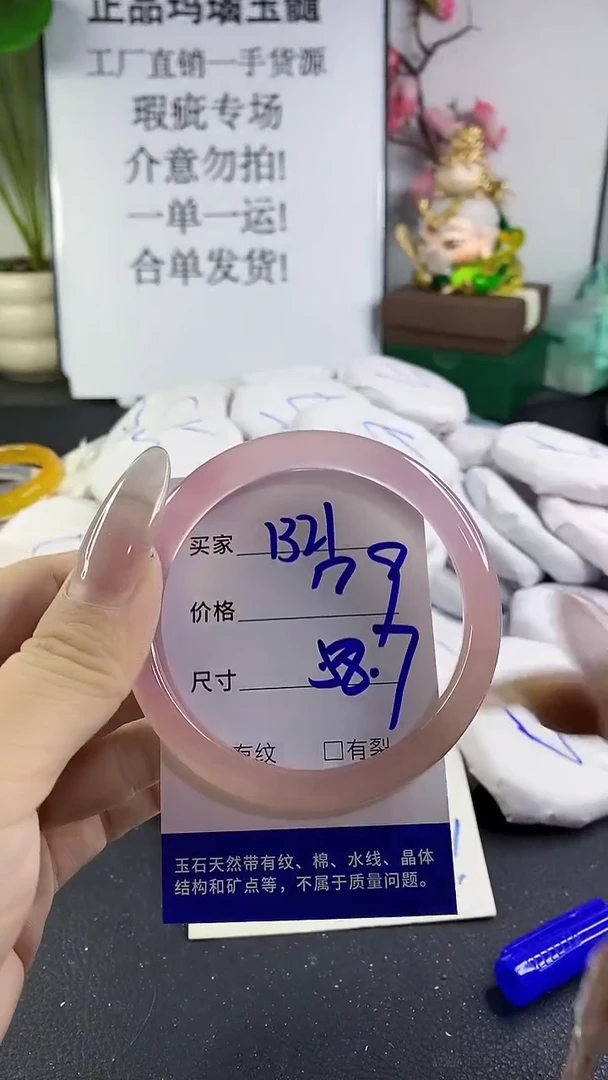 正品玛瑙玉髓
工厂直销一手货源
瑕疵专场
介意勿拍!
一单一运!
合单发货!
买家 1321
价格 79
尺寸 58.7
有纹 □有裂
玉石天然带有纹、棉、水线、晶体
结构和矿点等，不属于质量问题。